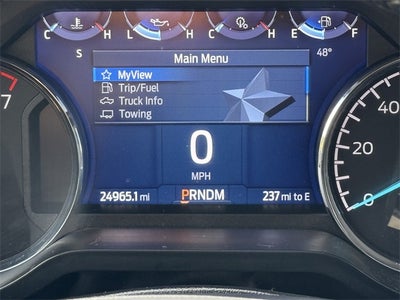 C H C H C H E F
S 48°
Main Menu
MyView
Trip/Fuel
Truck Info
Towing
7 40
20
0
MPH
0
24965.1 mi PRNDM 237 mi to E